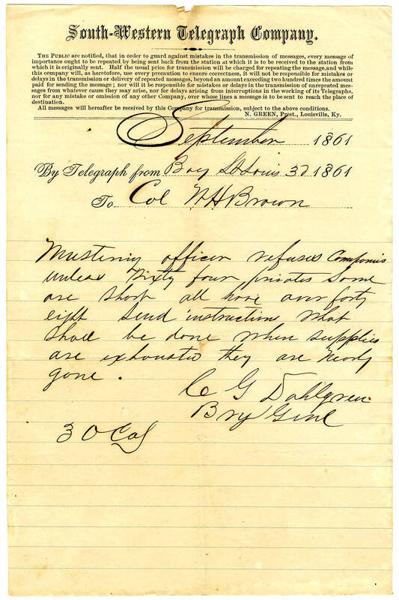 South-Western Telegraph Company.
THE PUBLIC are notified, that in order to guard against mistakes in the transmission of messages, every message of
importance ought to be repeated by being sent back from the station at which it is to be received to the station from
which it is originally sent. Half the usual price for transmission will be charged for repeating the message, and while
this company will, as heretofore, use every precaution to ensure correctness, it will not be responsible for mistakes or
delays in the transmission or delivery of repeated messages, beyond an amount exceeding two hundred times the amount
paid for sending the message; nor will it be responsible for mistakes or delays in the transmission of unrepeated messages
from whatever cause they may arise, nor for delays arising from interruptions in the working of its Telegraphs,
nor for any mistake or omission of any other Company, over whose lines a message is to be sent to reach the place of
destination.
All messages will hereafter be received by this Company for transmission, subject to the above conditions.
N. GREEN, Prest., Louisville, Ky.
September 1861
By Telegraph from Bay St Louis 1861
To Col W H Brown
Mustering officer refuses Companies
unless Sixty four privates Some
are short all have over forty
eight Send instructions what
Shall be done when Supplies
are exhausted they are nearly
gone.
C G Dahlgren
Brig Genl
30 Col